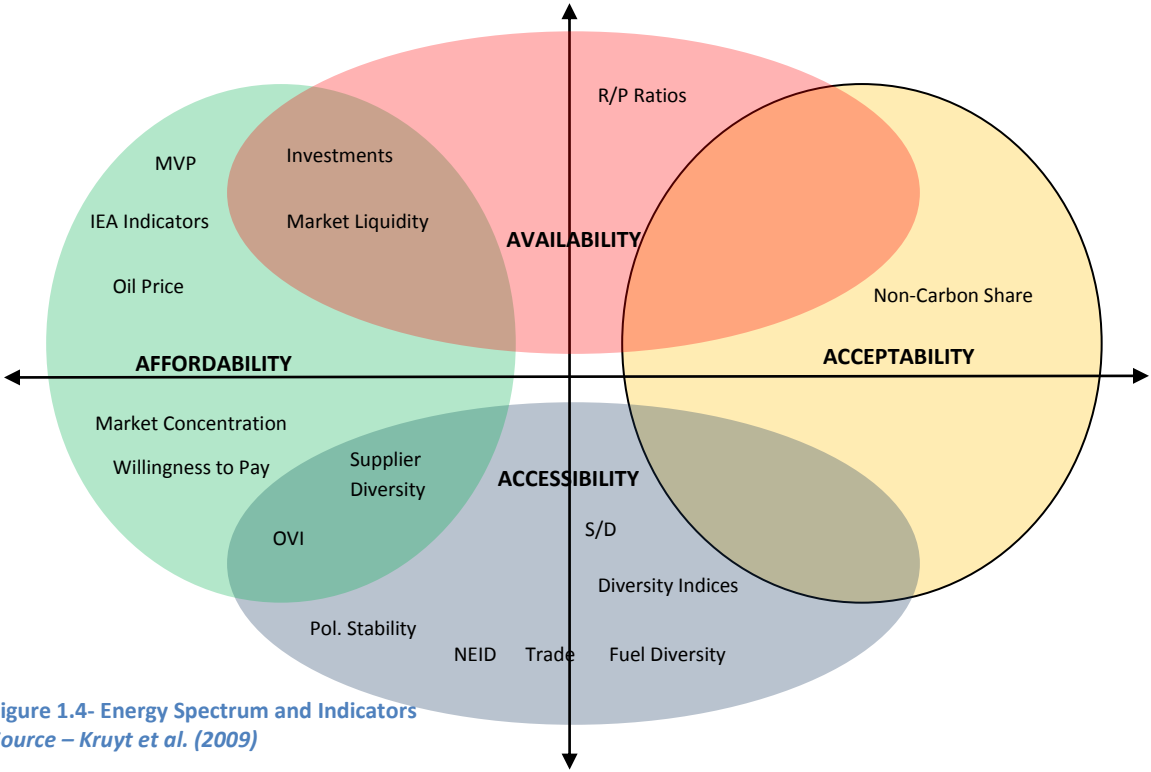 R/P Ratios
MVP
Investments
IEA Indicators
Market Liquidity
AVAILABILITY
Oil Price
Non-Carbon Share
AFFORDABILITY
ACCEPTABILITY
Market Concentration
Willingness to Pay
Supplier
Diversity
ACCESSIBILITY
OVI
S/D
Diversity Indices
Pol. Stability
NEID
Trade
Fuel Diversity
igure 1.4- Energy Spectrum and Indicators
ource – Kruyt et al. (2009)